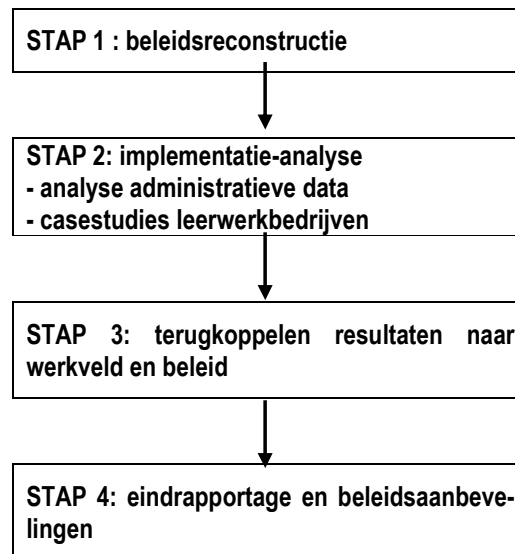 STAP 1 : beleidsreconstructie
STAP 2: implementatie-analyse
- analyse administratieve data
- casestudies leerwerkbedrijven
STAP 3: terugkoppelen resultaten naar
werkveld en beleid
STAP 4: eindrapportage en beleidsaanbeve-
lingen